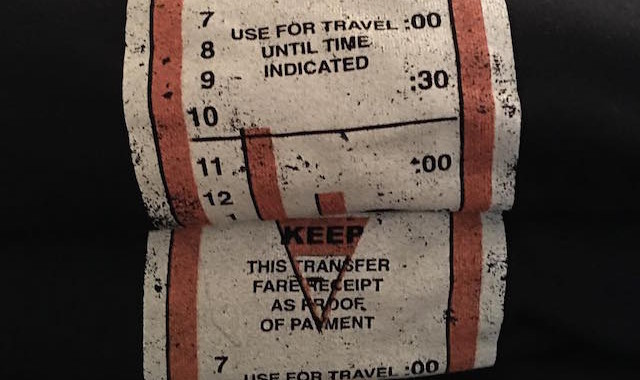 7 USE FOR TRAVEL :00
8 UNTIL TIME
9 INDICATED :30
10
11 :00
12
1
KEEP
THIS TRANSFER
FARE RECEIPT
AS PROOF
OF PAYMENT
7 USE FOR TRAVEL :00